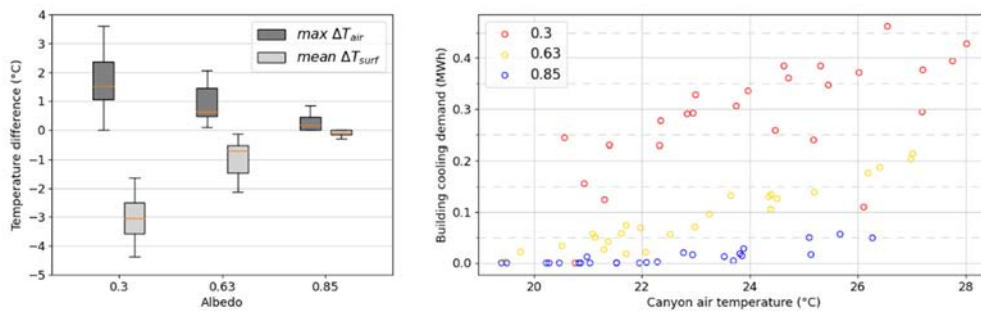 4
3
2
1
0
−1
−2
−3
−4
−5
Temperature difference (°C)
max ΔT_air
mean ΔT_surf
0.3 0.63 0.85
Albedo
0.4
0.3
0.2
0.1
0.0
Building cooling demand (MWh)
0.3
0.63
0.85
20 22 24 26 28
Canyon air temperature (°C)